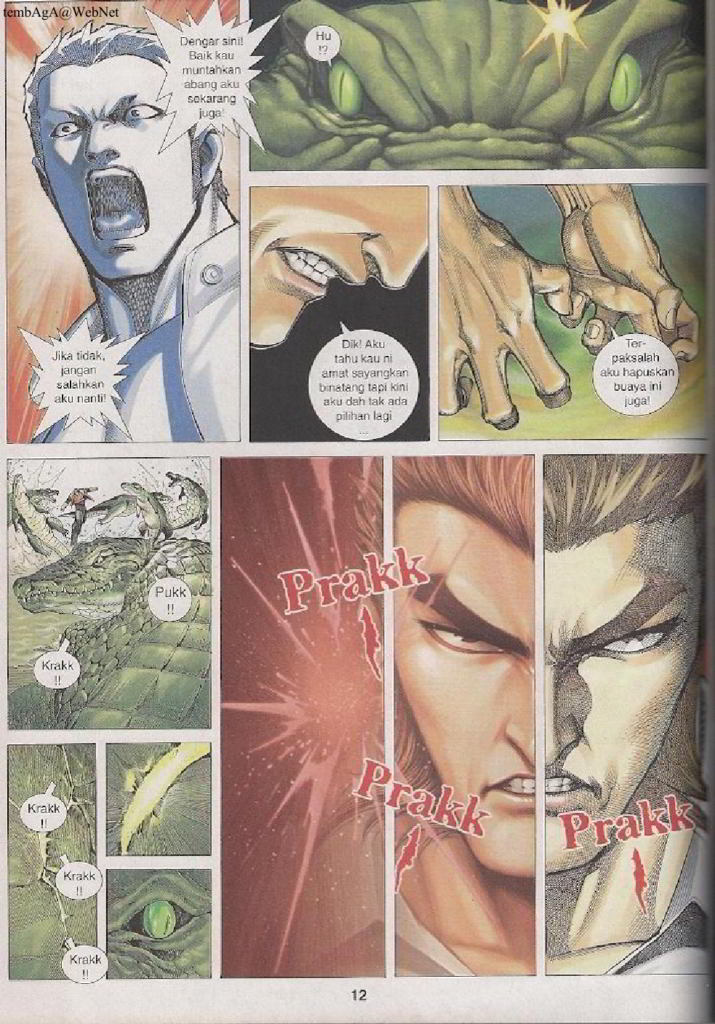 tembAgA@WebNet
Dengar sini!
Baik kau
muntahkan
abang aku
sekarang
juga!
Hu
!?
Jika tidak,
jangan
salahkan
aku nanti!
Dik! Aku
tahu kau ni
amat sayangkan
binatang tapi kini
aku dah tak ada
pilihan lagi
...
Ter-
paksalah
aku hapuskan
buaya ini
juga!
Pukk
!!
Krakk
!!
Prakk
Prakk
Prakk
Krakk
!!
Krakk
!!
Krakk
!!
12